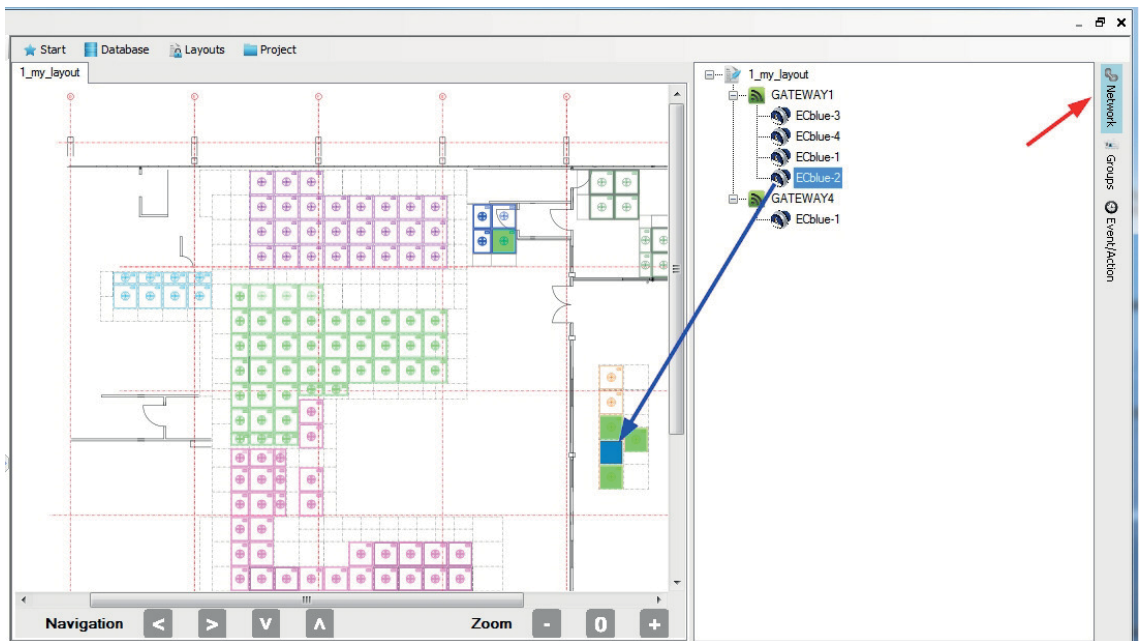 Start Database Layouts Project
1_my_layout
1_my_layout
GATEWAY1
ECblue-3
ECblue-4
ECblue-1
ECblue-2
GATEWAY4
ECblue-1
Network
Groups
Event/Action
Navigation < > V Λ Zoom - 0 +